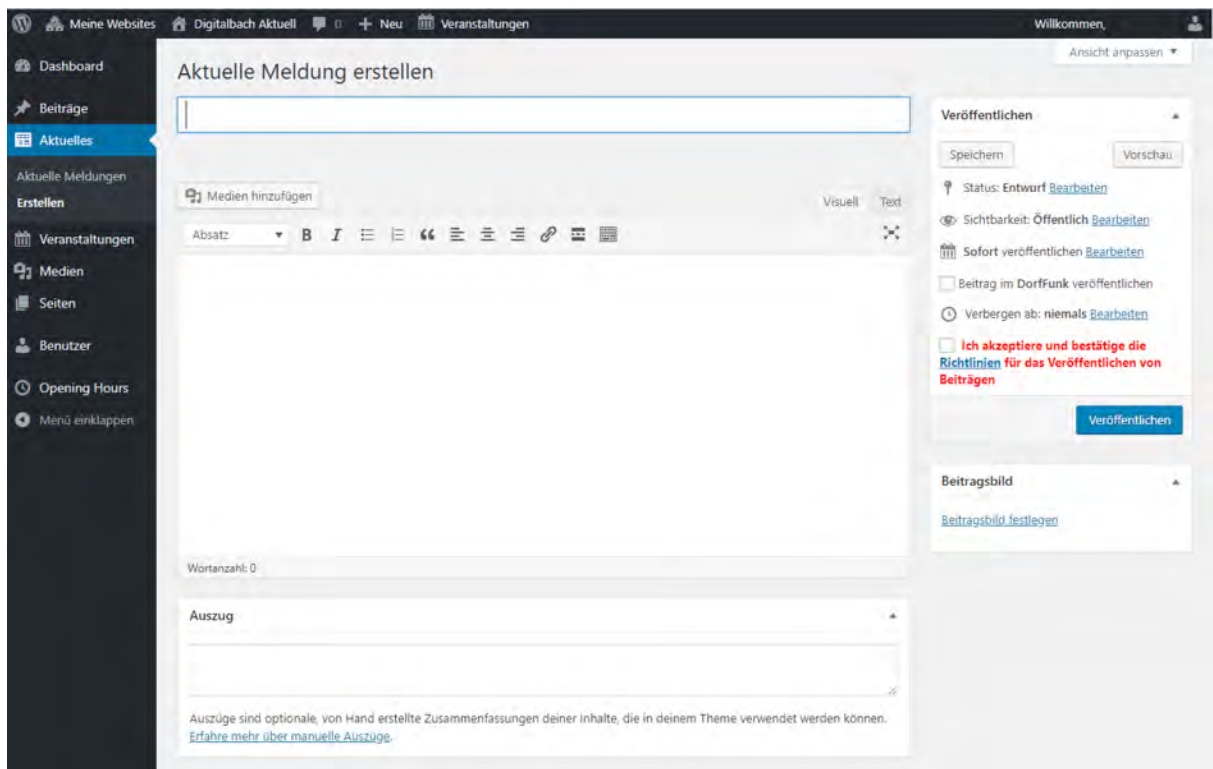 Meine Websites Digitalbach Aktuell 0 Neu Veranstaltungen Willkommen,
Dashboard
Beiträge
Aktuelles
Aktuelle Meldungen
Erstellen
Veranstaltungen
Medien
Seiten
Benutzer
Opening Hours
Menü einklappen
Ansicht anpassen
Aktuelle Meldung erstellen
Medien hinzufügen
Visuell Text
Absatz B I
Wortanzahl: 0
Auszug
Auszüge sind optionale, von Hand erstellte Zusammenfassungen deiner Inhalte, die in deinem Theme verwendet werden können.
Erfahre mehr über manuelle Auszüge.
Veröffentlichen
Speichern Vorschau
Status: Entwurf Bearbeiten
Sichtbarkeit: Öffentlich Bearbeiten
Sofort veröffentlichen Bearbeiten
Beitrag im DorfFunk veröffentlichen
Verbergen ab: niemals Bearbeiten
Ich akzeptiere und bestätige die
Richtlinien für das Veröffentlichen von
Beiträgen
Veröffentlichen
Beitragsbild
Beitragsbild festlegen